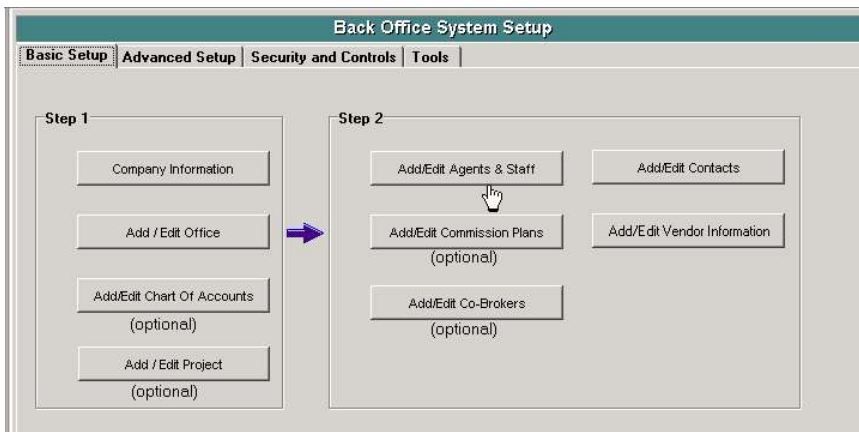 Back Office System Setup
Basic Setup Advanced Setup Security and Controls Tools
Step 1
Company Information
Add / Edit Office
Add/Edit Chart Of Accounts
(optional)
Add / Edit Project
(optional)
Step 2
Add/Edit Agents & Staff
Add/Edit Commission Plans
(optional)
Add/Edit Co-Brokers
(optional)
Add/Edit Contacts
Add/Edit Vendor Information